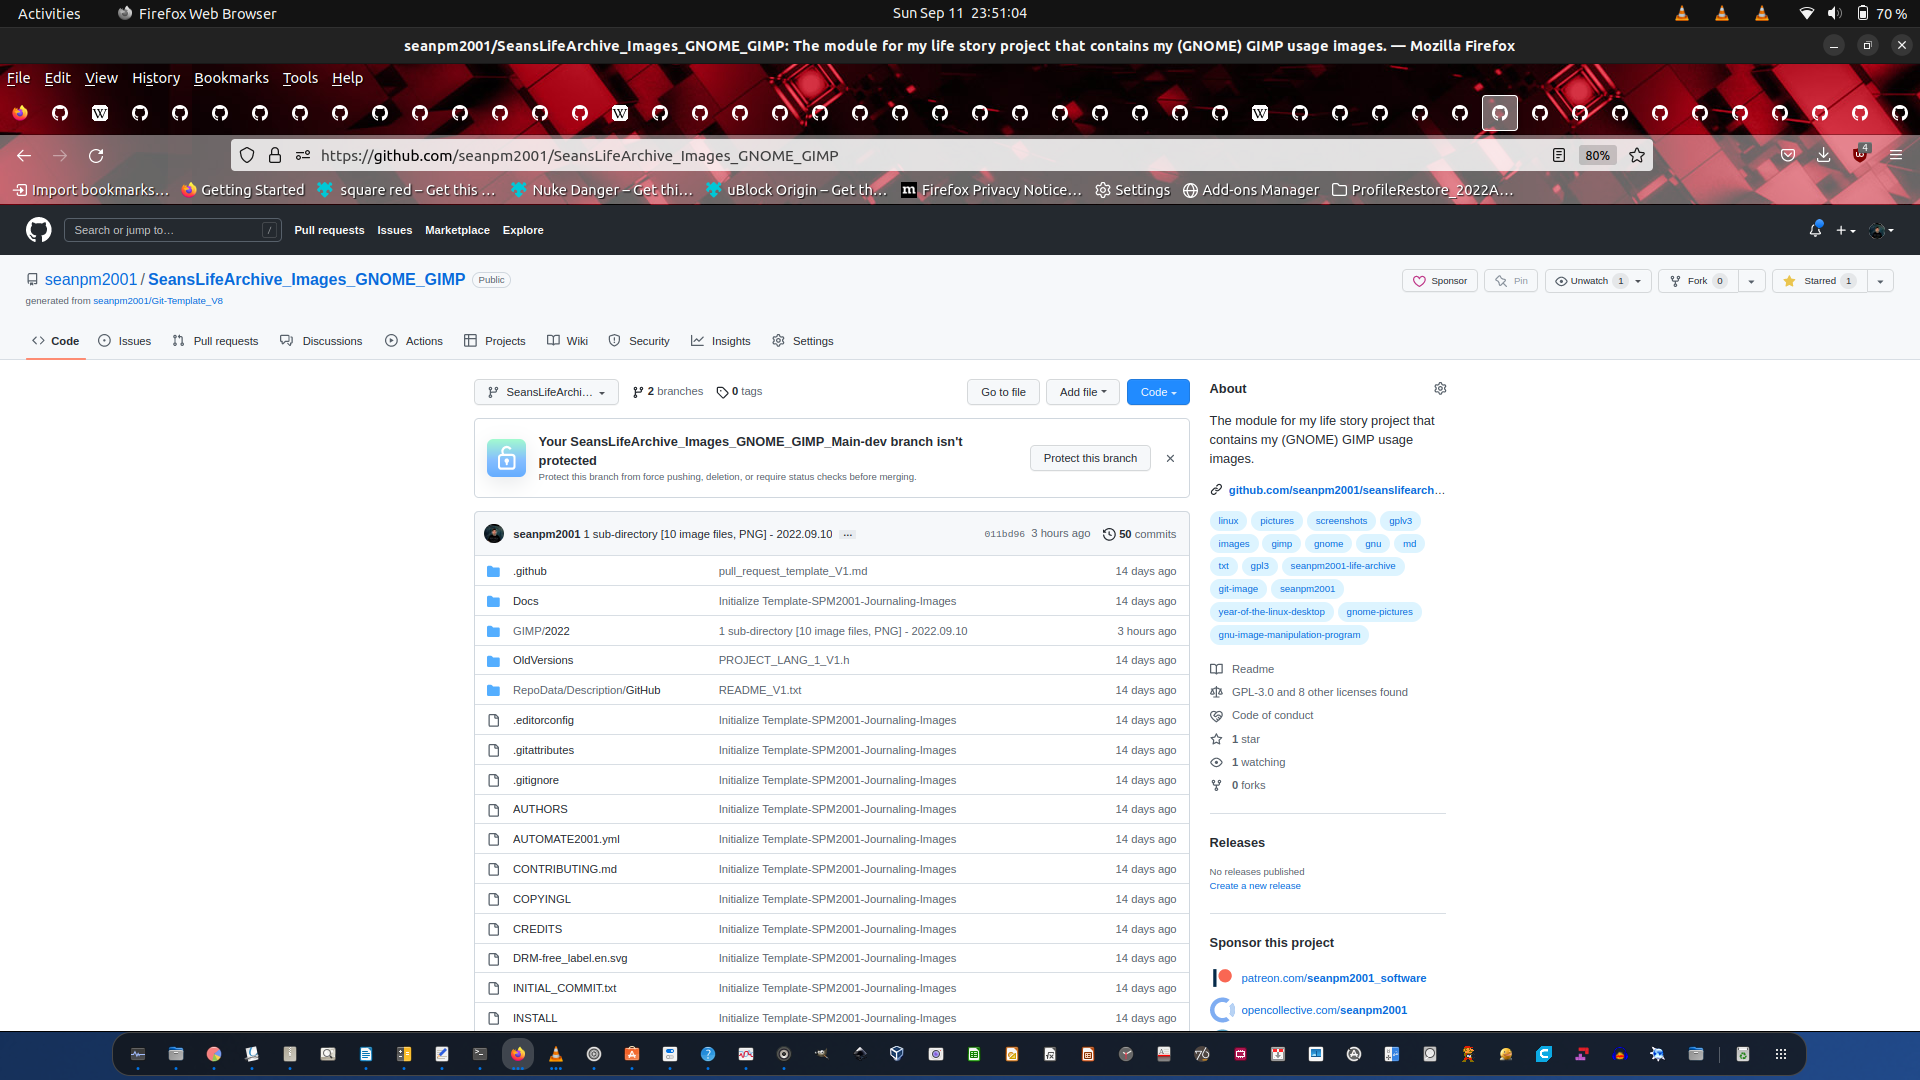 Activities Firefox Web Browser Sun Sep 11 23:51:04 70 %
seanpm2001/SeansLifeArchive_Images_GNOME_GIMP: The module for my life story project that contains my (GNOME) GIMP usage images. — Mozilla Firefox
File Edit View History Bookmarks Tools Help
https://github.com/seanpm2001/SeansLifeArchive_Images_GNOME_GIMP 80% 4
Import bookmarks… Getting Started square red – Get this … Nuke Danger – Get thi… uBlock Origin – Get th… Firefox Privacy Notice… Settings Add-ons Manager ProfileRestore_2022A…
Search or jump to… / Pull requests Issues Marketplace Explore
seanpm2001 / SeansLifeArchive_Images_GNOME_GIMP Public Sponsor Pin Unwatch 1 Fork 0 Starred 1
generated from seanpm2001/Git-Template_V8
Code Issues Pull requests Discussions Actions Projects Wiki Security Insights Settings
SeansLifeArchi… 2 branches 0 tags Go to file Add file Code
Your SeansLifeArchive_Images_GNOME_GIMP_Main-dev branch isn't
protected
Protect this branch from force pushing, deletion, or require status checks before merging.
Protect this branch
seanpm2001 1 sub-directory [10 image files, PNG] - 2022.09.10 … 011bd96 3 hours ago 50 commits
.github pull_request_template_V1.md 14 days ago
Docs Initialize Template-SPM2001-Journaling-Images 14 days ago
GIMP/2022 1 sub-directory [10 image files, PNG] - 2022.09.10 3 hours ago
OldVersions PROJECT_LANG_1_V1.h 14 days ago
RepoData/Description/GitHub README_V1.txt 14 days ago
.editorconfig Initialize Template-SPM2001-Journaling-Images 14 days ago
.gitattributes Initialize Template-SPM2001-Journaling-Images 14 days ago
.gitignore Initialize Template-SPM2001-Journaling-Images 14 days ago
AUTHORS Initialize Template-SPM2001-Journaling-Images 14 days ago
AUTOMATE2001.yml Initialize Template-SPM2001-Journaling-Images 14 days ago
CONTRIBUTING.md Initialize Template-SPM2001-Journaling-Images 14 days ago
COPYINGL Initialize Template-SPM2001-Journaling-Images 14 days ago
CREDITS Initialize Template-SPM2001-Journaling-Images 14 days ago
DRM-free_label.en.svg Initialize Template-SPM2001-Journaling-Images 14 days ago
INITIAL_COMMIT.txt Initialize Template-SPM2001-Journaling-Images 14 days ago
INSTALL Initialize Template-SPM2001-Journaling-Images 14 days ago
About
The module for my life story project that
contains my (GNOME) GIMP usage
images.
github.com/seanpm2001/seanslifearch…
linux pictures screenshots gplv3
images gimp gnome gnu md
txt gpl3 seanpm2001-life-archive
git-image seanpm2001
year-of-the-linux-desktop gnome-pictures
gnu-image-manipulation-program
Readme
GPL-3.0 and 8 other licenses found
Code of conduct
1 star
1 watching
0 forks
Releases
No releases published
Create a new release
Sponsor this project
patreon.com/seanpm2001_software
opencollective.com/seanpm2001